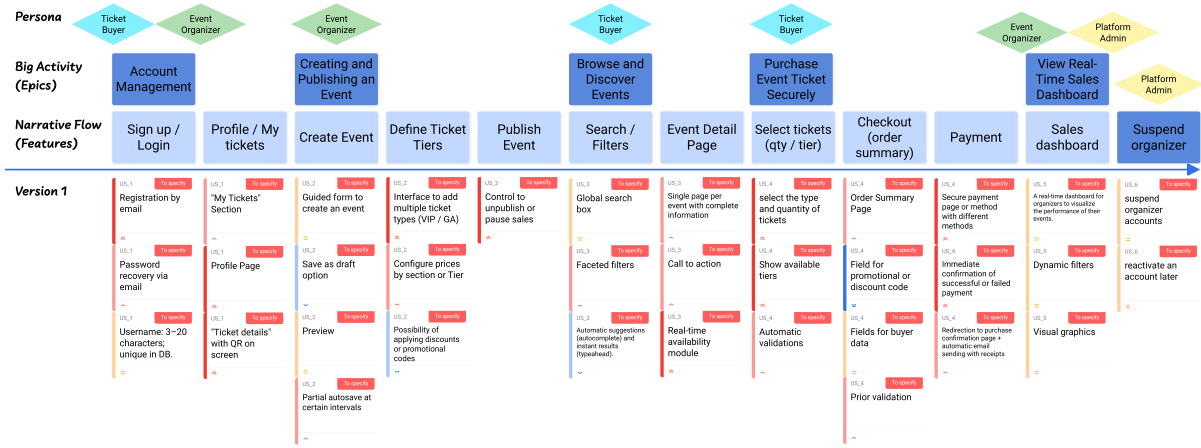 Persona
Ticket
Buyer
Event
Organizer
Event
Organizer
Ticket
Buyer
Ticket
Buyer
Event
Organizer
Platform
Admin
Big Activity
(Epics)
Account
Management
Creating and
Publishing an
Event
Browse and
Discover
Events
Purchase
Event Ticket
Securely
View Real-
Time Sales
Dashboard
Platform
Admin
Narrative Flow
(Features)
Sign up /
Login
Profile / My
tickets
Create Event
Define Ticket
Tiers
Publish
Event
Search /
Filters
Event Detail
Page
Select tickets
(qty / tier)
Checkout
(order
summary)
Payment
Sales
dashboard
Suspend
organizer
Version 1
US_1
To specify
Registration by
email
US_1
To specify
"My Tickets"
Section
US_2
To specify
Guided form to
create an event
US_2
To specify
Interface to add
multiple ticket
types (VIP / GA)
US_2
To specify
Control to
unpublish or
pause sales
US_3
To specify
Global search
box
US_3
To specify
Single page per
event with complete
information
US_4
To specify
select the type
and quantity of
tickets
US_4
To specify
Order Summary
Page
US_4
To specify
Secure payment
page or method
with different
methods
US_5
To specify
A real-time dashboard for
organizers to visualize
the performance of their
events.
US_6
To specify
suspend
organizer
accounts
US_1
To specify
Password
recovery via
email
US_1
To specify
Profile Page
US_2
To specify
Save as draft
option
US_2
To specify
Configure prices
by section or Tier
US_3
To specify
Faceted filters
US_3
To specify
Call to action
US_4
To specify
Show available
tiers
US_4
To specify
Field for
promotional or
discount code
US_4
To specify
Immediate
confirmation of
successful or failed
payment
US_5
To specify
Dynamic filters
US_6
To specify
reactivate an
account later
US_1
To specify
Username: 3–20
characters;
unique in DB.
US_1
To specify
"Ticket details"
with QR on
screen
US_2
To specify
Preview
US_2
To specify
Possibility of
applying discounts
or promotional
codes
US_3
To specify
Automatic suggestions
(autocomplete) and
instant results
(typeahead).
US_3
To specify
Real-time
availability
module
US_4
To specify
Automatic
validations
US_4
To specify
Fields for buyer
data
US_4
To specify
Redirection to purchase
confirmation page +
automatic email
sending with receipts
US_5
To specify
Visual graphics
US_2
To specify
Partial autosave at
certain intervals
US_4
To specify
Prior validation